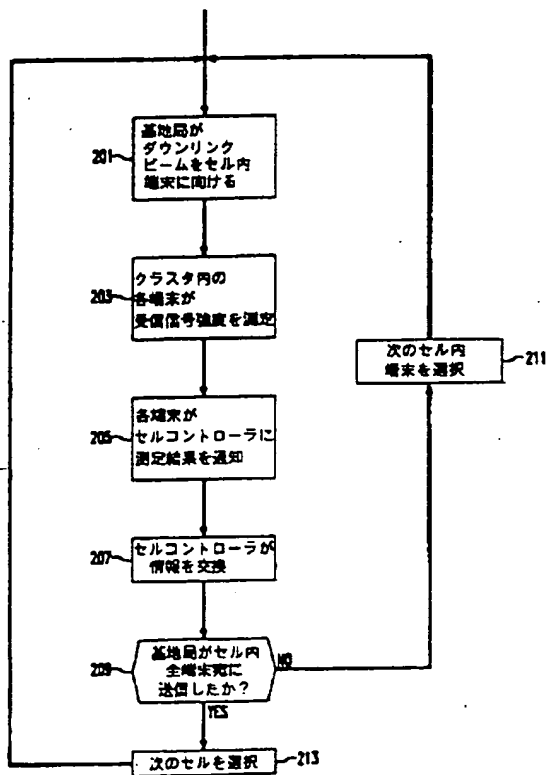 基地局が
ダウンリンク
ビームをセル内
端末に向ける
201
クラスタ内の
各端末が
受信信号強度を測定
203
次のセル内
端末を選択
211
各端末が
セルコントローラに
測定結果を通知
205
セルコントローラが
情報を交換
207
基地局がセル内
全端末宛に
送信したか?
209
NO
YES
次のセルを選択
213